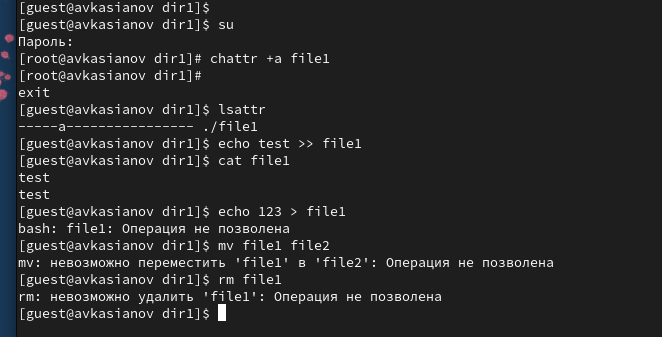 [guest@avkasianov dir1]$
[guest@avkasianov dir1]$ su
Пароль:
[root@avkasianov dir1]# chattr +a file1
[root@avkasianov dir1]#
exit
[guest@avkasianov dir1]$ lsattr
-----a---------------- ./file1
[guest@avkasianov dir1]$ echo test >> file1
[guest@avkasianov dir1]$ cat file1
test
test
[guest@avkasianov dir1]$ echo 123 > file1
bash: file1: Операция не позволена
[guest@avkasianov dir1]$ mv file1 file2
mv: невозможно переместить 'file1' в 'file2': Операция не позволена
[guest@avkasianov dir1]$ rm file1
rm: невозможно удалить 'file1': Операция не позволена
[guest@avkasianov dir1]$